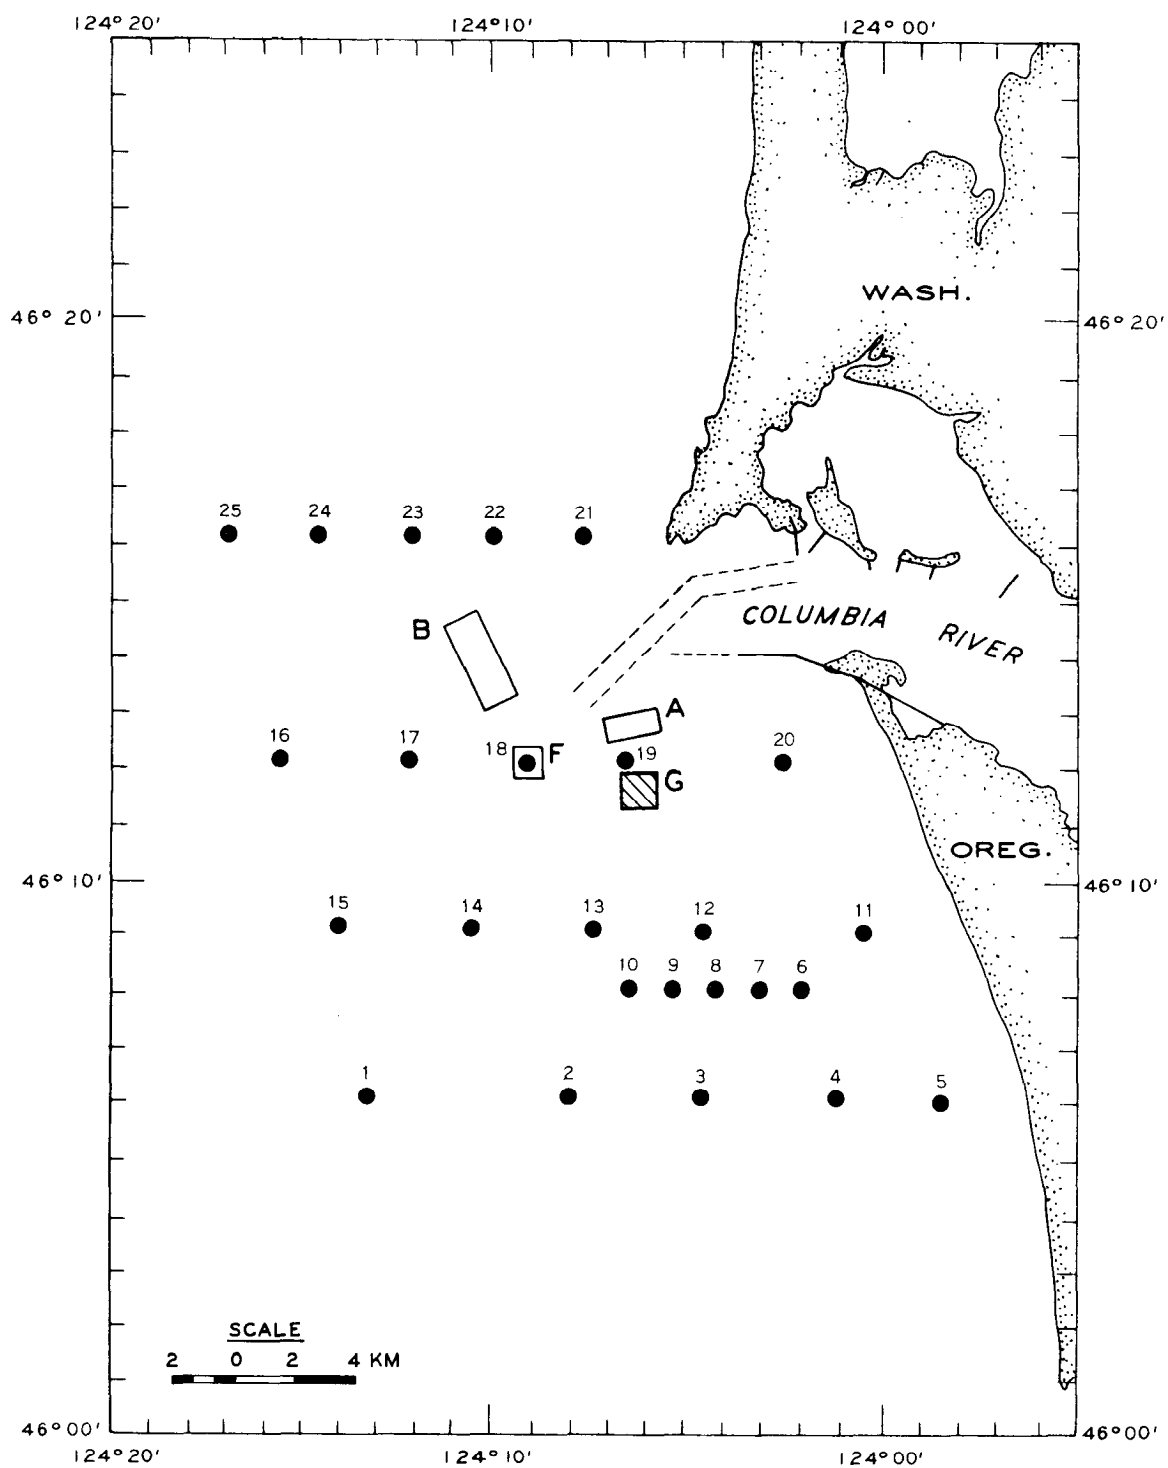 124°20' 124°10' 124°00'
WASH.
46° 20' 46° 20'
25 24 23 22 21
B
COLUMBIA
RIVER
A
16 17 18 F 19 20
G
OREG.
46° 10' 46° 10'
15 14 13 12 11
10 9 8 7 6
1 2 3 4 5
SCALE
2 0 2 4 KM
46° 00' 46° 00'
124° 20' 124° 10' 124° 00'